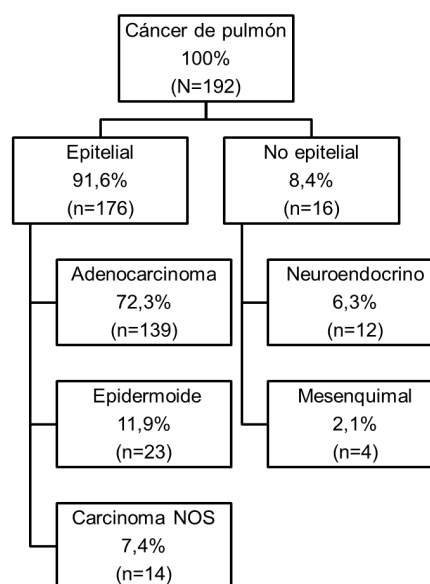 Cáncer de pulmón
100%
(N=192)
Epitelial
91,6%
(n=176)
No epitelial
8,4%
(n=16)
Adenocarcinoma
72,3%
(n=139)
Neuroendocrino
6,3%
(n=12)
Epidermoide
11,9%
(n=23)
Mesenquimal
2,1%
(n=4)
Carcinoma NOS
7,4%
(n=14)